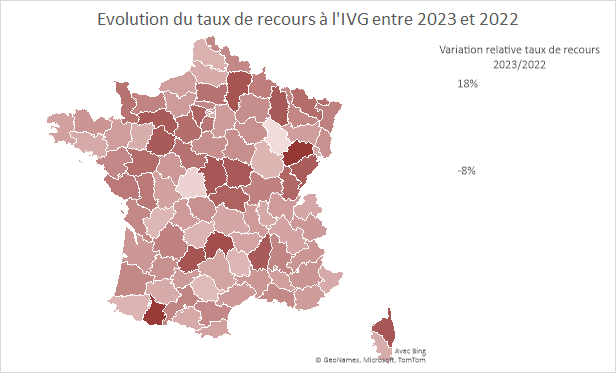 Evolution du taux de recours à l'IVG entre 2023 et 2022
Variation relative taux de recours
2023/2022
18%
-8%
Avec Bing
© GeoNames, Microsoft, TomTom